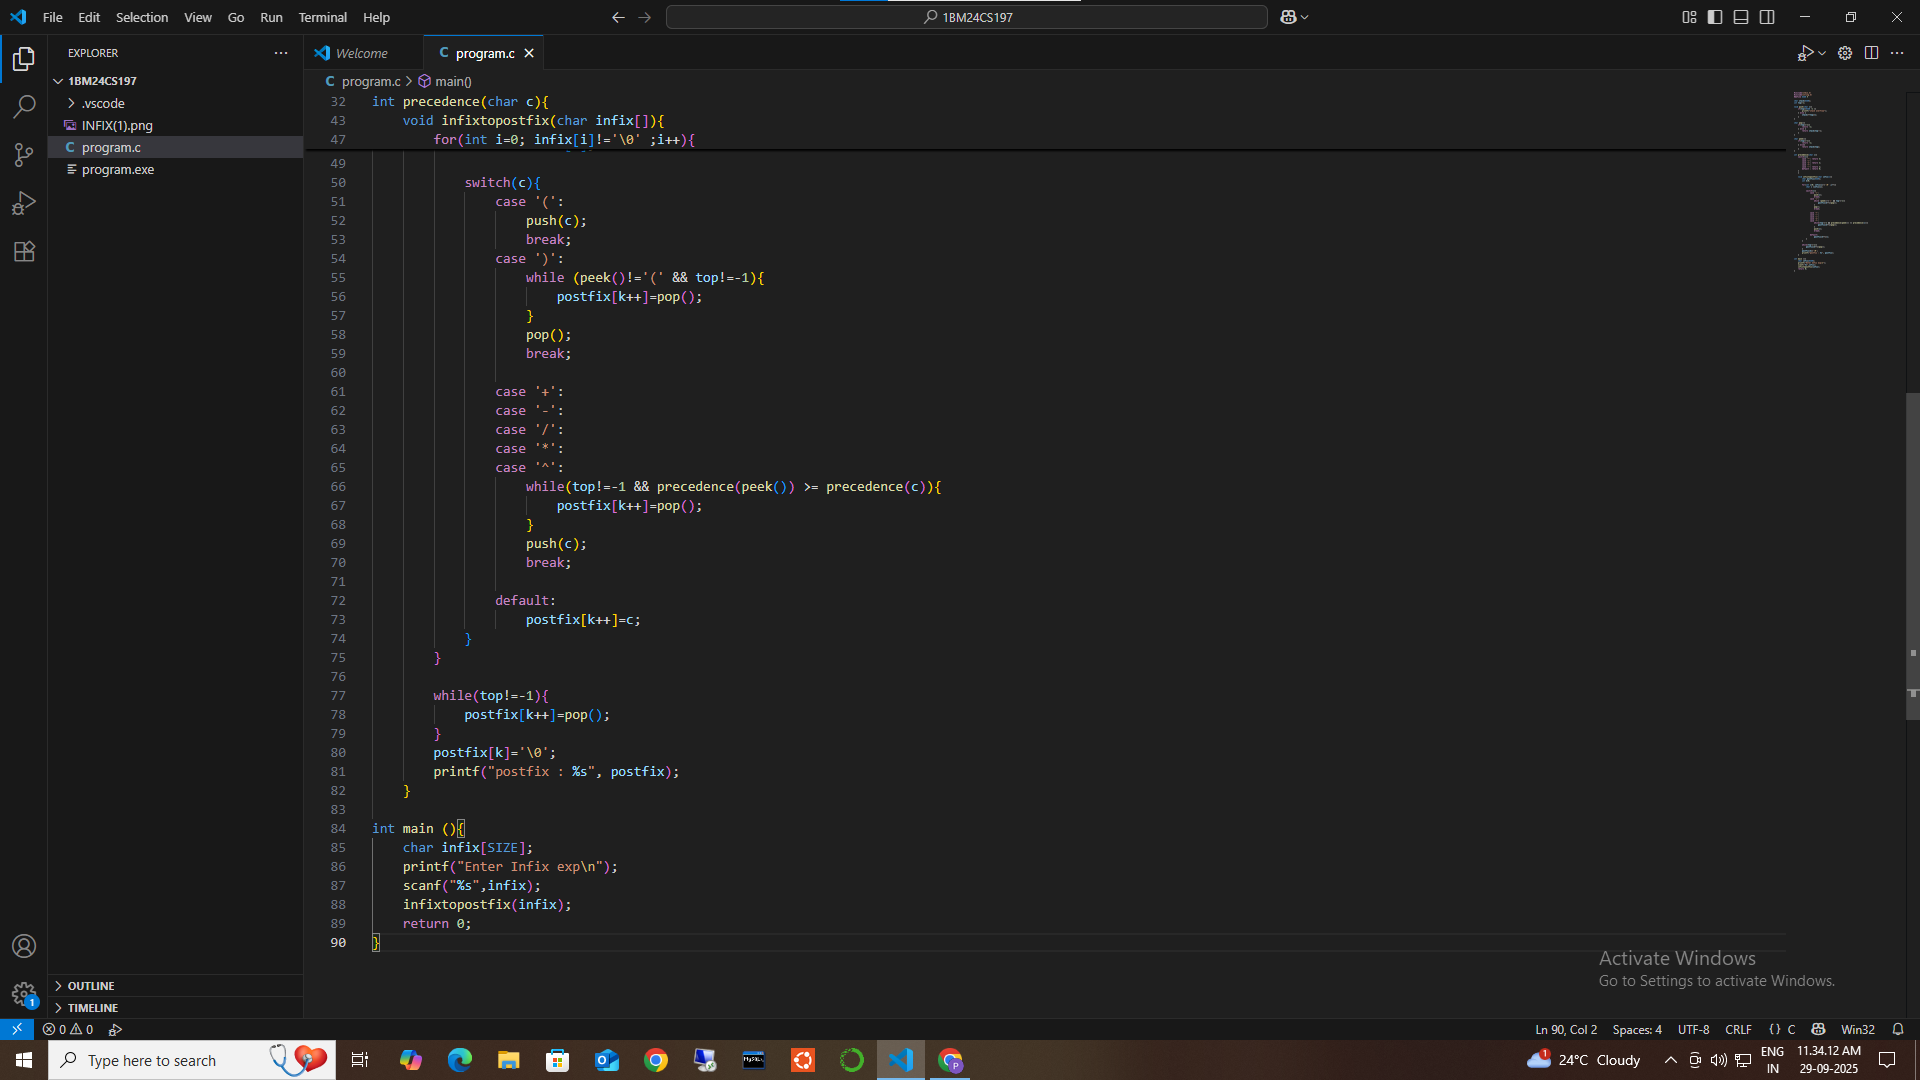 File Edit Selection View Go Run Terminal Help
1BM24CS197
EXPLORER
1BM24CS197
.vscode
INFIX(1).png
C program.c
program.exe
OUTLINE
TIMELINE
Welcome
C program.c
C program.c > main()
32 int precedence(char c){
43 void infixtopostfix(char infix[]){
47 for(int i=0; infix[i]!='\0' ;i++){
49
50 switch(c){
51 case '(':
52 push(c);
53 break;
54 case ')':
55 while (peek()!='(' && top!=-1){
56 postfix[k++]=pop();
57 }
58 pop();
59 break;
60
61 case '+':
62 case '-':
63 case '/':
64 case '*':
65 case '^':
66 while(top!=-1 && precedence(peek()) >= precedence(c)){
67 postfix[k++]=pop();
68 }
69 push(c);
70 break;
71
72 default:
73 postfix[k++]=c;
74 }
75 }
76
77 while(top!=-1){
78 postfix[k++]=pop();
79 }
80 postfix[k]='\0';
81 printf("postfix : %s", postfix);
82 }
83
84 int main (){
85 char infix[SIZE];
86 printf("Enter Infix exp\n");
87 scanf("%s",infix);
88 infixtopostfix(infix);
89 return 0;
90 }
Activate Windows
Go to Settings to activate Windows.
1
0 0
Ln 90, Col 2 Spaces: 4 UTF-8 CRLF {} C Win32
Type here to search
MySQL
P
1
24°C Cloudy
ENG
IN
11.34.12 AM
29-09-2025